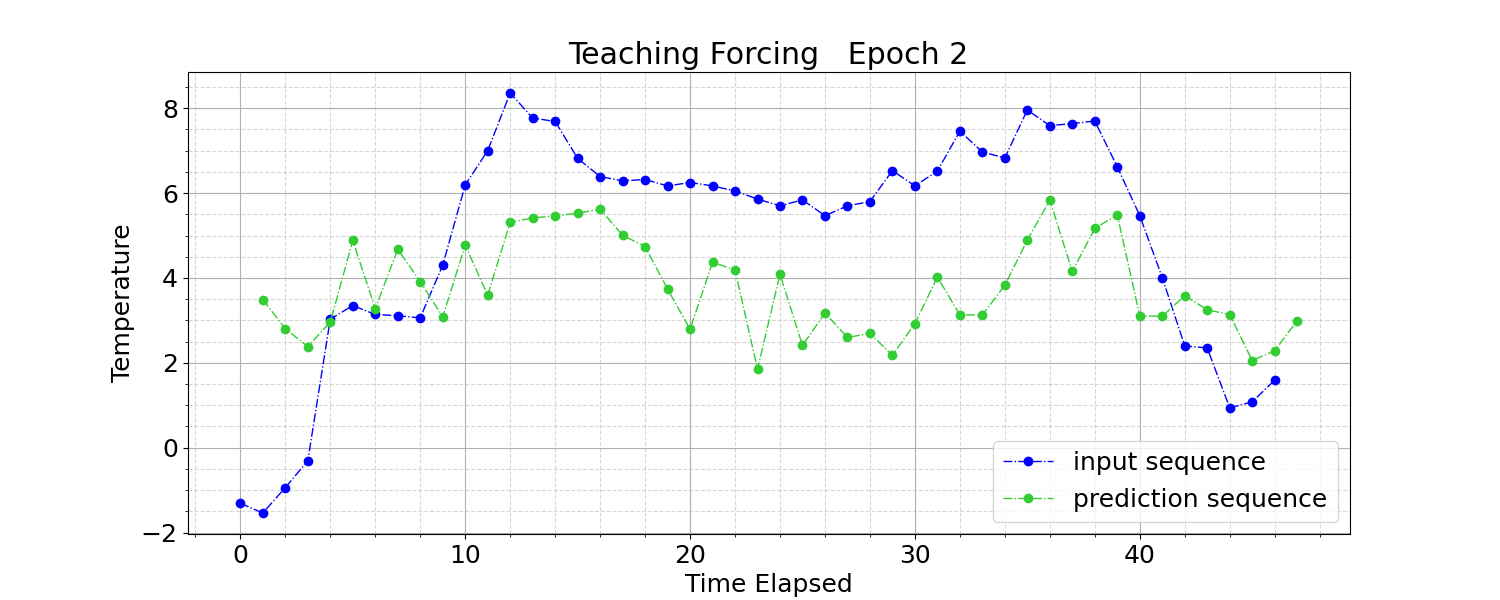 Teaching Forcing   Epoch 2
8
6
4
2
0
−2
Temperature
0 10 20 30 40
Time Elapsed
input sequence
prediction sequence